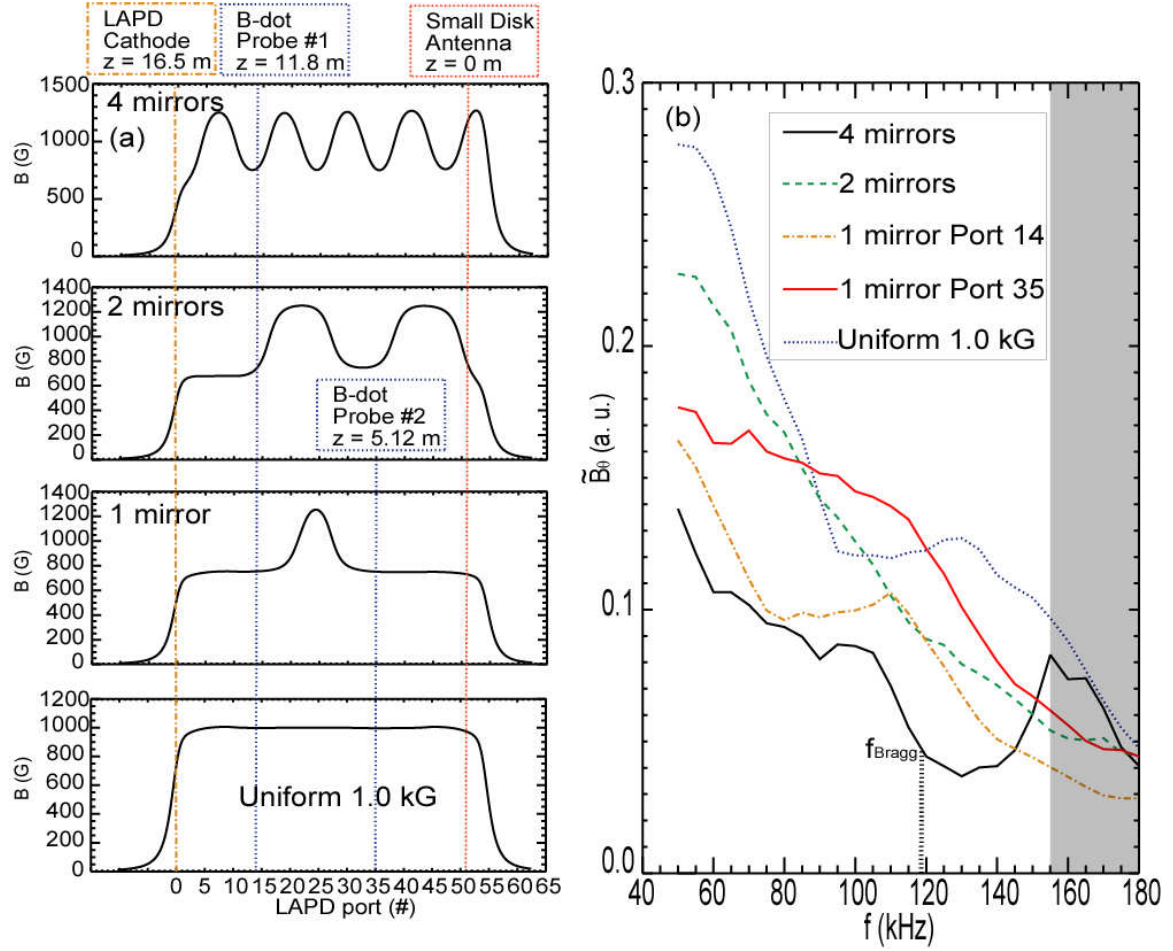 LAPD
Cathode
z = 16.5 m
B-dot
Probe #1
z = 11.8 m
Small Disk
Antenna
z = 0 m
1500
1000
500
0
B (G)
4 mirrors
(a)
1400
1200
1000
800
600
400
200
0
B (G)
2 mirrors
B-dot
Probe #2
z = 5.12 m
1400
1200
1000
800
600
400
200
0
B (G)
1 mirror
1200
1000
800
600
400
200
0
B (G)
Uniform 1.0 kG
0 5 10 15 20 25 30 35 40 45 50 55 60 65
LAPD port (#)
(b)
4 mirrors
2 mirrors
1 mirror Port 14
1 mirror Port 35
Uniform 1.0 kG
0.3
0.2
0.1
0.0
B̃θ (a. u.)
fBragg
40 60 80 100 120 140 160 180
f (kHz)